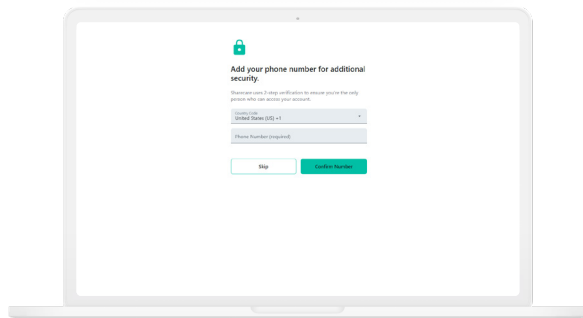 Add your phone number for additional
security.
Sharecare uses 2-step verification to ensure you're the only
person who can access your account.
Country Code
United States (US) +1
Phone Number (required)
Skip
Confirm Number